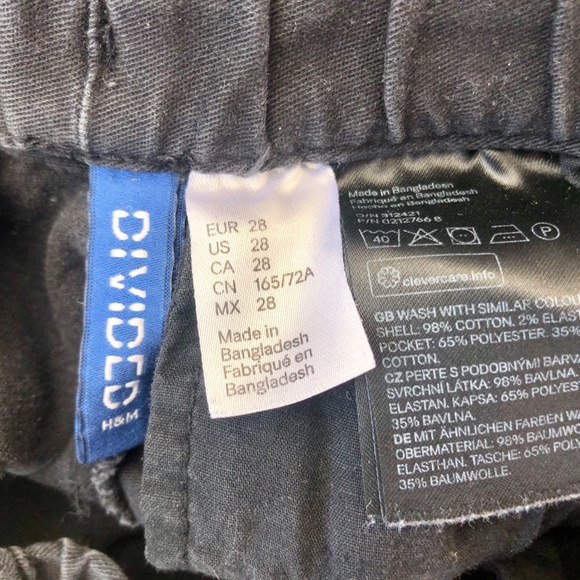 DIVIDED
H&M
EUR 28
US 28
CA 28
CN 165/72A
MX 28
Made in
Bangladesh
Fabriqué en
Bangladesh
Made in Bangladesh
Fabriqué en Bangladesh
Hecho en Bangladesh
O/N 312421
P/N 0212766 8
40
P
clevercare.info
GB WASH WITH SIMILAR COLOU
SHELL: 98% COTTON. 2% ELAST
POCKET: 65% POLYESTER. 35%
COTTON.
CZ PERTE S PODOBNÝMI BARVA
SVRCHNÍ LÁTKA: 98% BAVLNA.
ELASTAN. KAPSA: 65% POLYES
35% BAVLNA.
DE MIT ÄHNLICHEN FARBEN WA
OBERMATERIAL: 98% BAUMWO
ELASTHAN. TASCHE: 65% POLY
35% BAUMWOLLE.